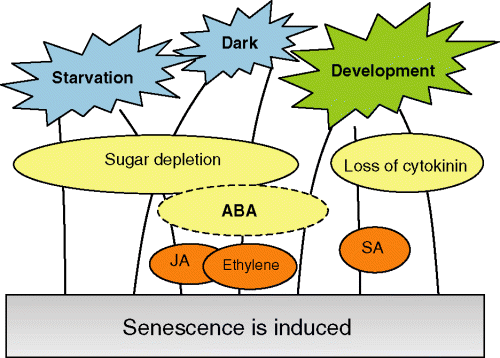 Starvation
Dark
Development
Sugar depletion
Loss of cytokinin
ABA
JA
Ethylene
SA
Senescence is induced